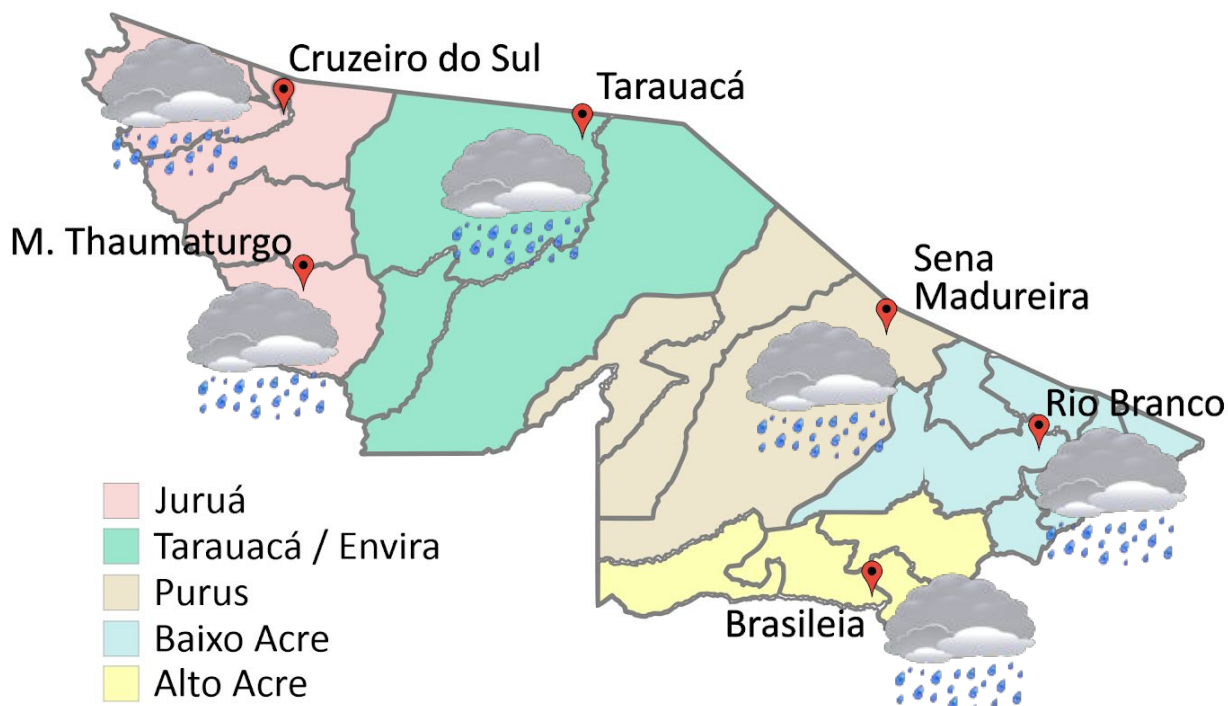 Cruzeiro do Sul
Tarauacá
M. Thaumaturgo
Sena
Madureira
Rio Branco
Brasileia
Juruá
Tarauacá / Envira
Purus
Baixo Acre
Alto Acre